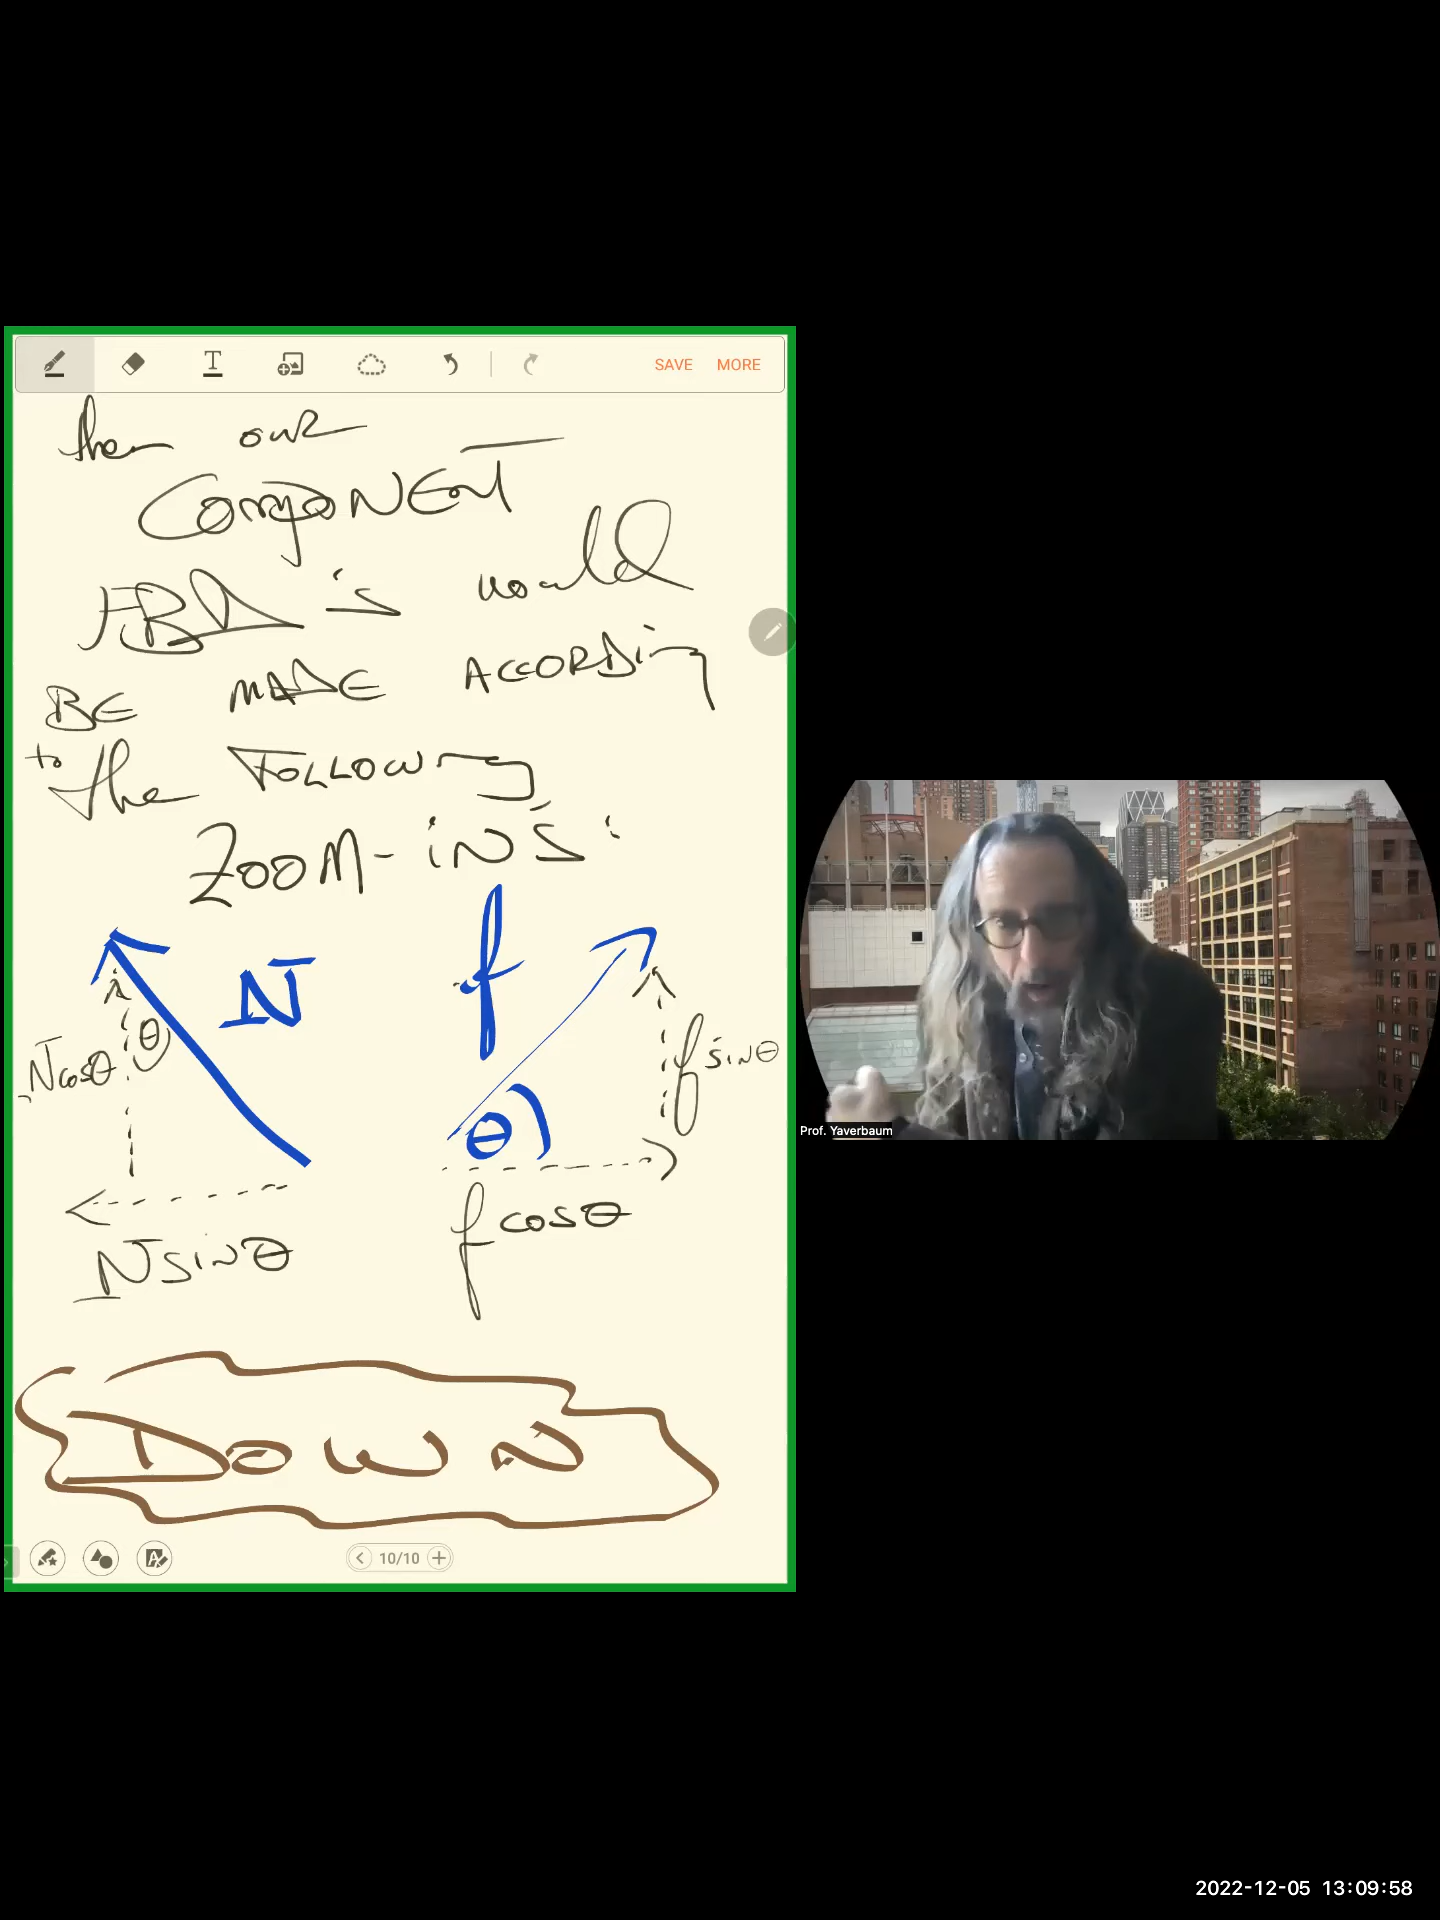 T
SAVE MORE
then our
COMPONENT
FBD's would
BE MADE ACCORDing
to the FOLLOWing
ZOOM-iNS:
N f
θ
Ncosθ fsinθ
θ
fcosθ
Nsinθ
DOWN
10/10
Prof. Yaverbaum
2022-12-05 13:09:58